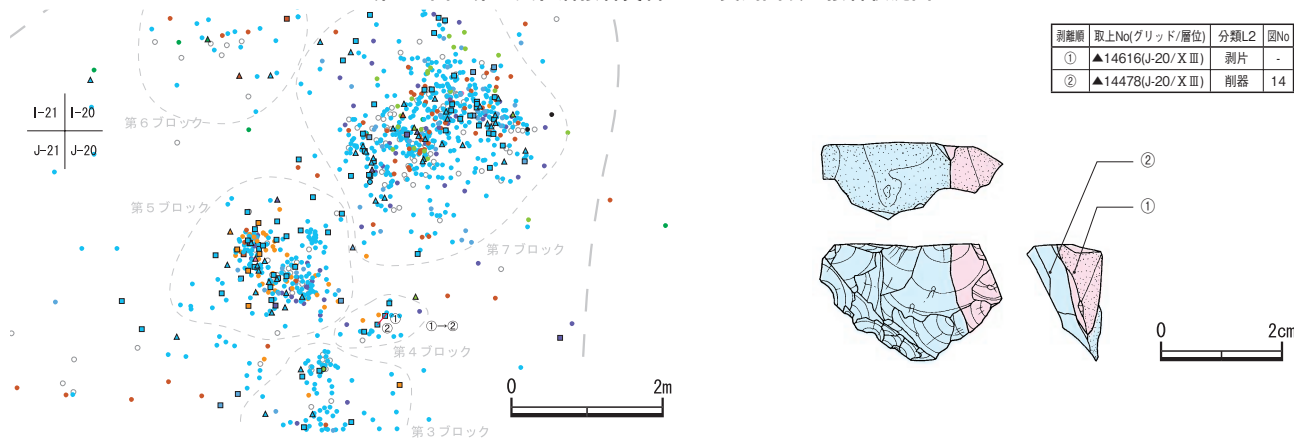 剥離順 取上No(グリッド/層位) 分類L2 図No
① ▲14616(J-20/ⅩⅢ) 剥片 -
② ▲14478(J-20/ⅩⅢ) 削器 14
I-21 I-20
J-21 J-20
第6ブロック
第5ブロック
第7ブロック
①
②
①→②
第4ブロック
第3ブロック
0 2m
②
①
0 2cm